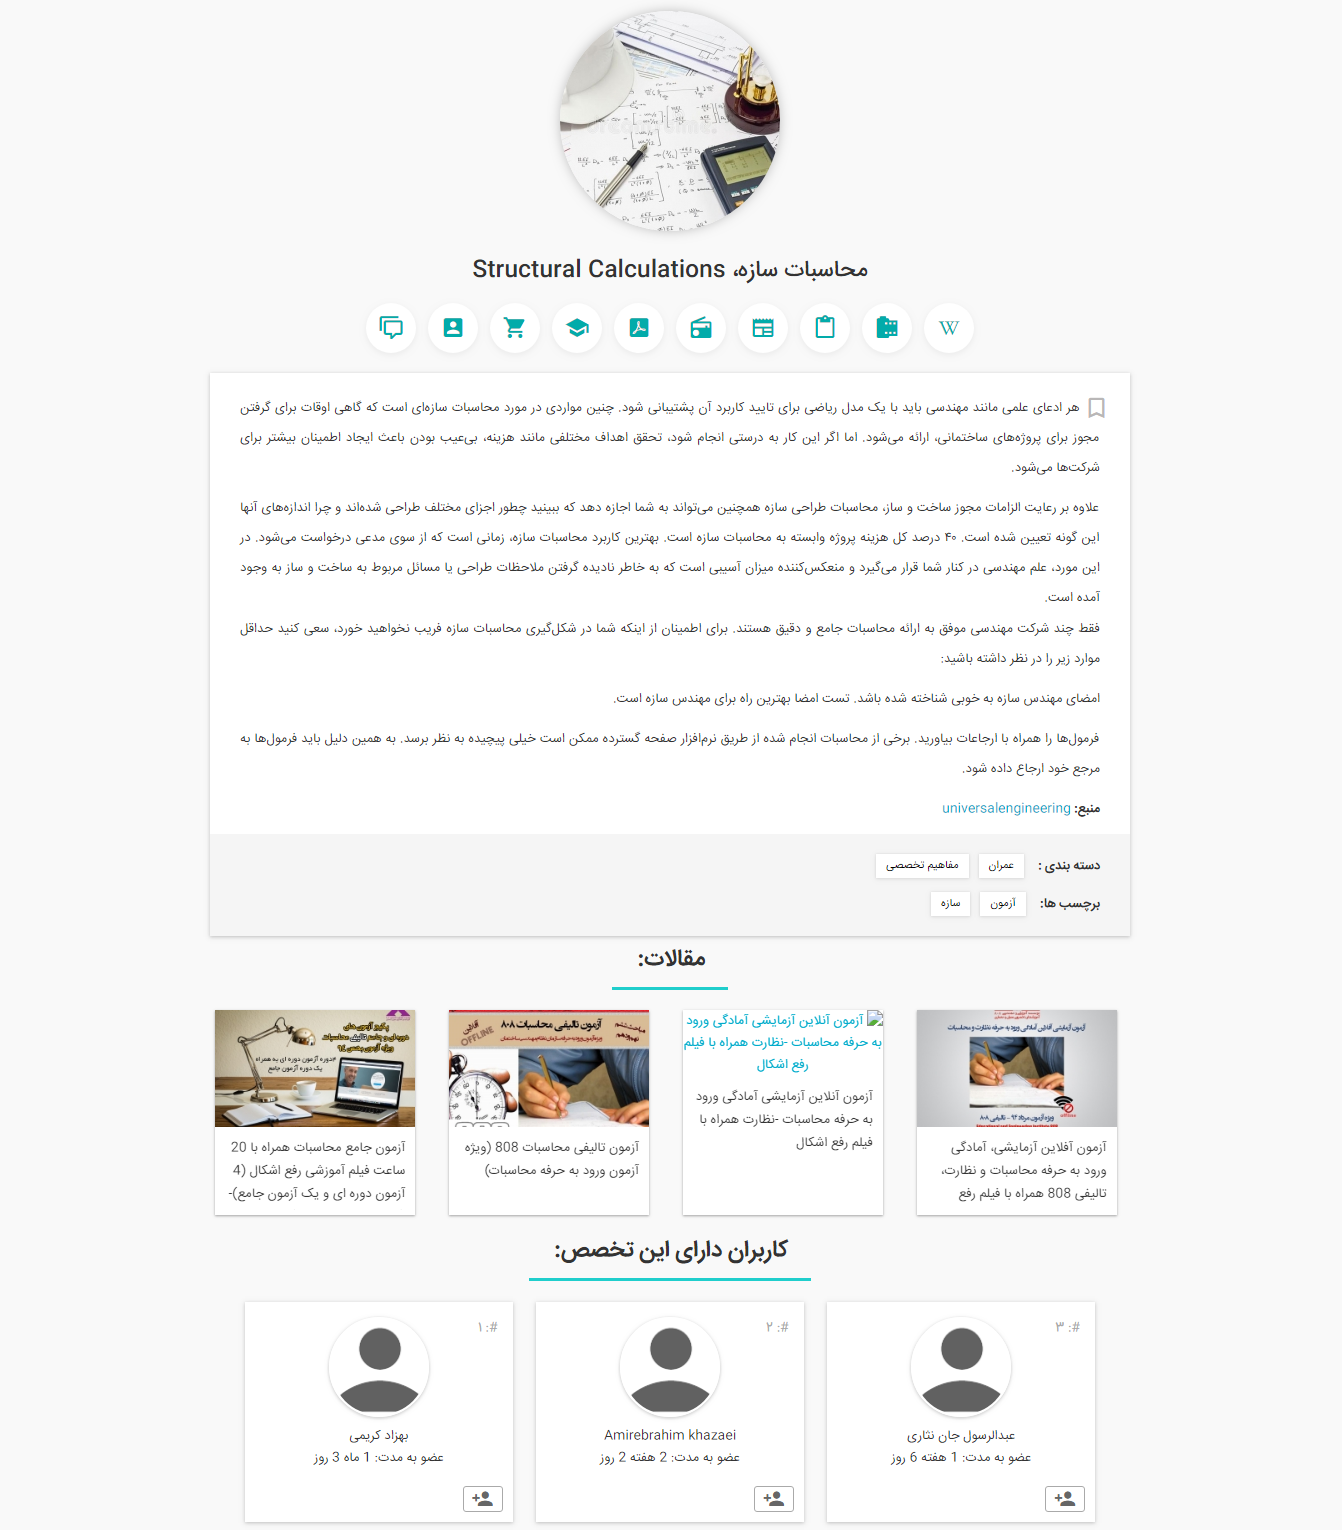 محاسبات سازه، Structural Calculations
هر ادعای علمی مانند مهندسی باید با یک مدل ریاضی برای تایید کاربرد آن پشتیبانی شود. چنین مواردی در مورد محاسبات سازه‌ای است که گاهی اوقات برای گرفتن
مجوز برای پروژه‌های ساختمانی، ارائه می‌شود. اما اگر این کار به درستی انجام شود، تحقق اهداف مختلفی مانند هزینه، بی‌عیب بودن باعث ایجاد اطمینان بیشتر برای
شرکت‌ها می‌شود.
علاوه بر رعایت الزامات مجوز ساخت و ساز، محاسبات طراحی سازه همچنین می‌تواند به شما اجازه دهد که ببینید چطور اجزای مختلف طراحی شده‌اند و چرا اندازه‌های آنها
این گونه تعیین شده است. ۴۰ درصد کل هزینه پروژه وابسته به محاسبات سازه است. بهترین کاربرد محاسبات سازه، زمانی است که از سوی مدعی درخواست می‌شود. در
این مورد، علم مهندسی در کنار شما قرار می‌گیرد و منعکس‌کننده میزان آسیبی است که به خاطر نادیده گرفتن ملاحظات طراحی یا مسائل مربوط به ساخت و ساز به وجود
آمده است.
فقط چند شرکت مهندسی موفق به ارائه محاسبات جامع و دقیق هستند. برای اطمینان از اینکه شما در شکل‌گیری محاسبات سازه فریب نخواهید خورد، سعی کنید حداقل
موارد زیر را در نظر داشته باشید:
امضای مهندس سازه به خوبی شناخته شده باشد. تست امضا بهترین راه برای مهندس سازه است.
فرمول‌ها را همراه با ارجاعات بیاورید. برخی از محاسبات انجام شده از طریق نرم‌افزار صفحه گسترده ممکن است خیلی پیچیده به نظر برسد. به همین دلیل باید فرمول‌ها به
مرجع خود ارجاع داده شود.
منبع: universalengineering
دسته بندی : عمران مفاهیم تخصصی
برچسب ها: آزمون سازه
مقالات:
آزمون آفلاین آزمایشی، آمادگی
ورود به حرفه محاسبات و نظارت،
تالیفی 808 همراه با فیلم رفع
آزمون آنلاین آزمایشی آمادگی ورود
به حرفه محاسبات -نظارت همراه با فیلم
رفع اشکال
آزمون آنلاین آزمایشی آمادگی ورود
به حرفه محاسبات -نظارت همراه با
فیلم رفع اشکال
آزمون تالیفی محاسبات ۸۰۸
آفلاین
OFFLINE
آزمون تالیفی محاسبات 808 (ویژه
آزمون ورود به حرفه محاسبات)
آزمون جامع محاسبات همراه با 20
ساعت فیلم آموزشی رفع اشکال (4
آزمون دوره ای و یک آزمون جامع)-
کاربران دارای این تخصص:
#: ۳
عبدالرسول جان نثاری
عضو به مدت: 1 هفته 6 روز
#: ۲
Amirebrahim khazaei
عضو به مدت: 2 هفته 2 روز
#: ۱
بهزاد کریمی
عضو به مدت: 1 ماه 3 روز